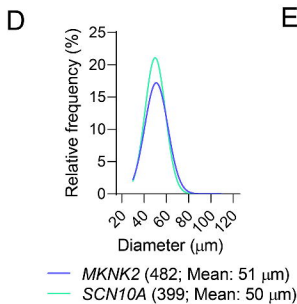 D
E
25
20
15
10
5
0
Relative frequency (%)
20 40 60 80 100 120
Diameter (μm)
MKNK2 (482; Mean: 51 μm)
SCN10A (399; Mean: 50 μm)